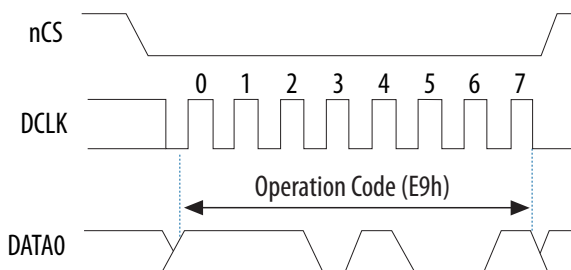 nCS
0 1 2 3 4 5 6 7
DCLK
Operation Code (E9h)
DATA0